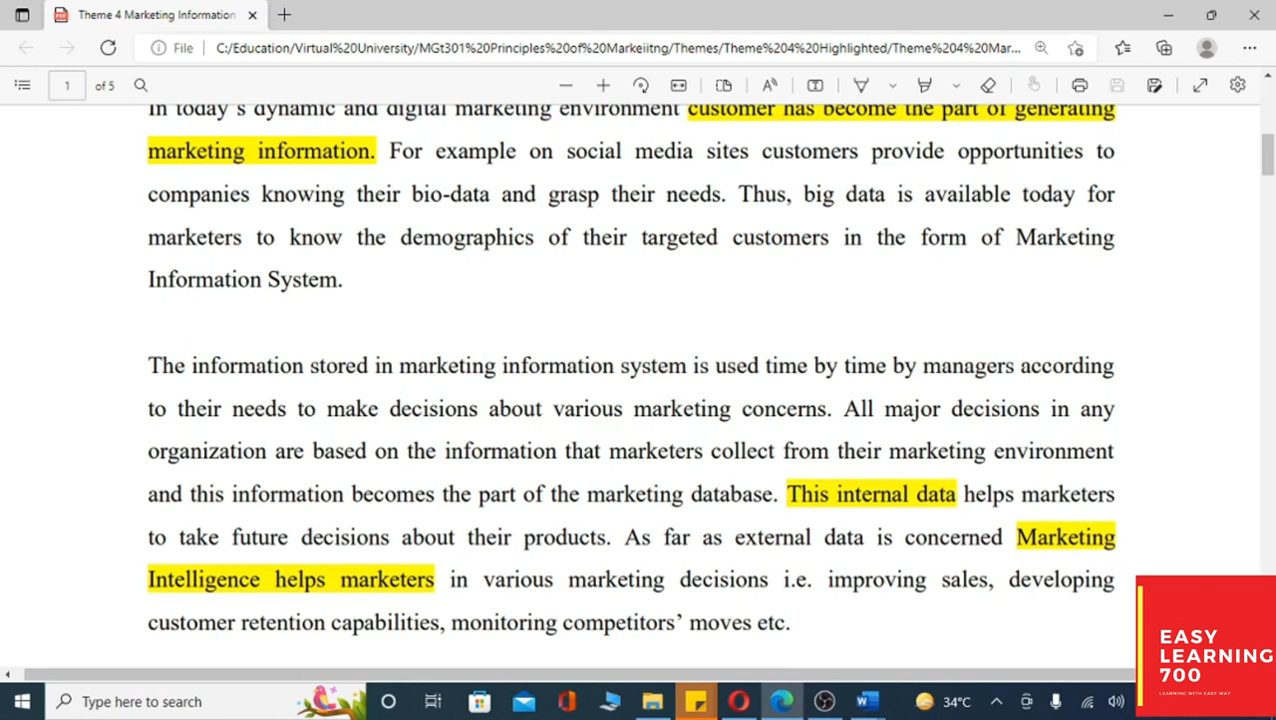 Theme 4 Marketing Information
File
C:/Education/Virtual%20University/MGt301%20Principles%20of%20Markeiitng/Themes/Theme%204%20Highlighted/Theme%204%20Mar...
1 of 5
In today's dynamic and digital marketing environment customer has become the part of generating
marketing information. For example on social media sites customers provide opportunities to
companies knowing their bio-data and grasp their needs. Thus, big data is available today for
marketers to know the demographics of their targeted customers in the form of Marketing
Information System.
The information stored in marketing information system is used time by time by managers according
to their needs to make decisions about various marketing concerns. All major decisions in any
organization are based on the information that marketers collect from their marketing environment
and this information becomes the part of the marketing database. This internal data helps marketers
to take future decisions about their products. As far as external data is concerned Marketing
Intelligence helps marketers in various marketing decisions i.e. improving sales, developing
customer retention capabilities, monitoring competitors' moves etc.
EASY
LEARNING
700
LEARNING WITH EASY WAY
Type here to search
34°C